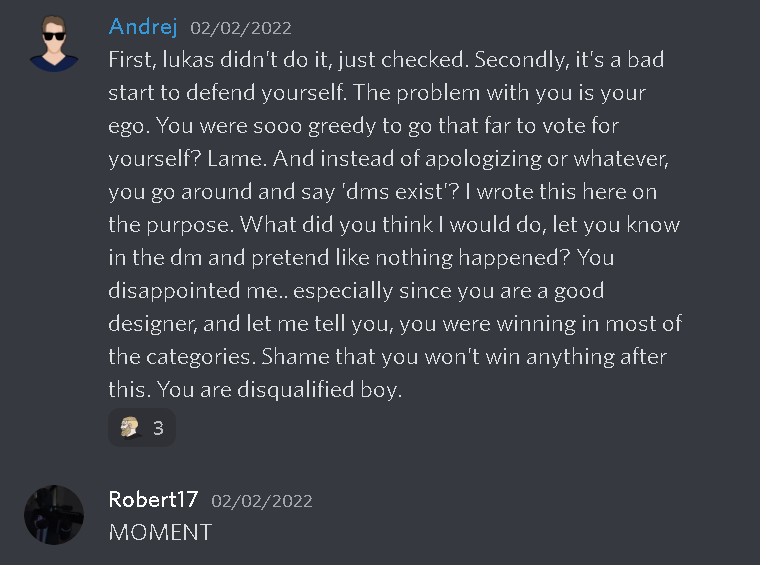 Andrej 02/02/2022
First, lukas didn't do it, just checked. Secondly, it's a bad
start to defend yourself. The problem with you is your
ego. You were sooo greedy to go that far to vote for
yourself? Lame. And instead of apologizing or whatever,
you go around and say 'dms exist'? I wrote this here on
the purpose. What did you think I would do, let you know
in the dm and pretend like nothing happened? You
disappointed me.. especially since you are a good
designer, and let me tell you, you were winning in most of
the categories. Shame that you won't win anything after
this. You are disqualified boy.
3
Robert17 02/02/2022
MOMENT